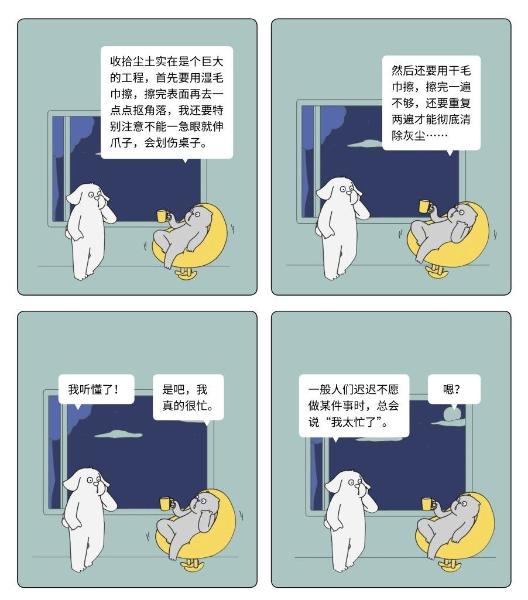 收拾尘土实在是个巨大
的工程，首先要用湿毛
巾擦，擦完表面再去一
点点抠角落，我还要特
别注意不能一急眼就伸
爪子，会划伤桌子。
然后还要用干毛
巾擦，擦完一遍
不够，还要重复
两遍才能彻底清
除灰尘……
我听懂了！
是吧，我
真的很忙。
一般人们迟迟不愿
做某件事时，总会
说“我太忙了”。
嗯？